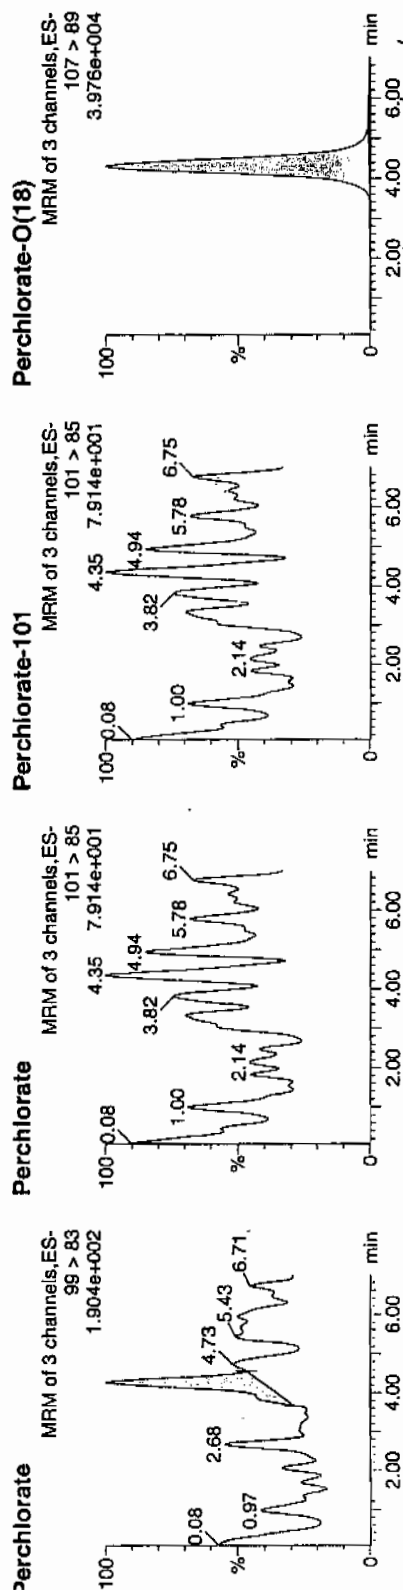 Perchlorate
MRM of 3 channels,ES-
99 > 83
1.904e+002
100
%
0
0.08
0.97
2.68
4.73
5.43
6.71
2.00
4.00
6.00
min
Perchlorate
MRM of 3 channels,ES-
101 > 85
7.914e+001
100
%
0
0.08
1.00
2.14
3.82
4.35
4.94
5.78
6.75
2.00
4.00
6.00
min
Perchlorate-101
MRM of 3 channels,ES-
101 > 85
7.914e+001
100
%
0
0.08
1.00
2.14
3.82
4.35
4.94
5.78
6.75
2.00
4.00
6.00
min
Perchlorate-O(18)
MRM of 3 channels,ES-
107 > 89
3.976e+004
100
%
0
2.00
4.00
6.00
min